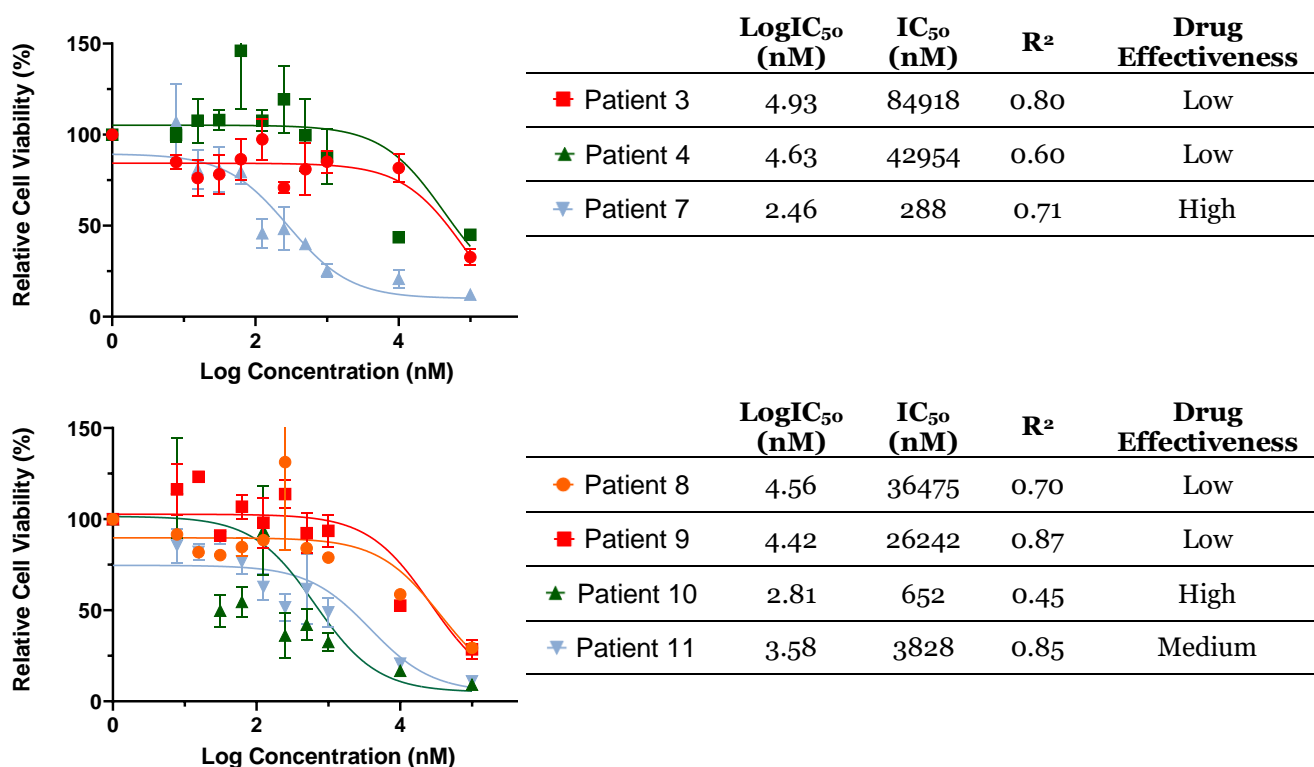 LogIC₅₀ (nM) IC₅₀ (nM) R² Drug Effectiveness
Patient 3 4.93 84918 0.80 Low
Patient 4 4.63 42954 0.60 Low
Patient 7 2.46 288 0.71 High
Relative Cell Viability (%)
150
100
50
0
0 2 4
Log Concentration (nM)
LogIC₅₀ (nM) IC₅₀ (nM) R² Drug Effectiveness
Patient 8 4.56 36475 0.70 Low
Patient 9 4.42 26242 0.87 Low
Patient 10 2.81 652 0.45 High
Patient 11 3.58 3828 0.85 Medium
Relative Cell Viability (%)
150
100
50
0
0 2 4
Log Concentration (nM)